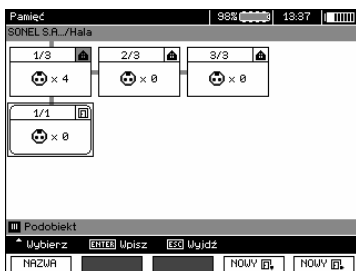 Pamięć 98% 13:37
SONEL S.A../Hala
1/3 2/3 3/3
x 4 x 0 x 0
1/1
x 0
Podobiekt
Wybierz ENTER Wpisz ESC Wyjdź
NAZWA NOWY NOWY